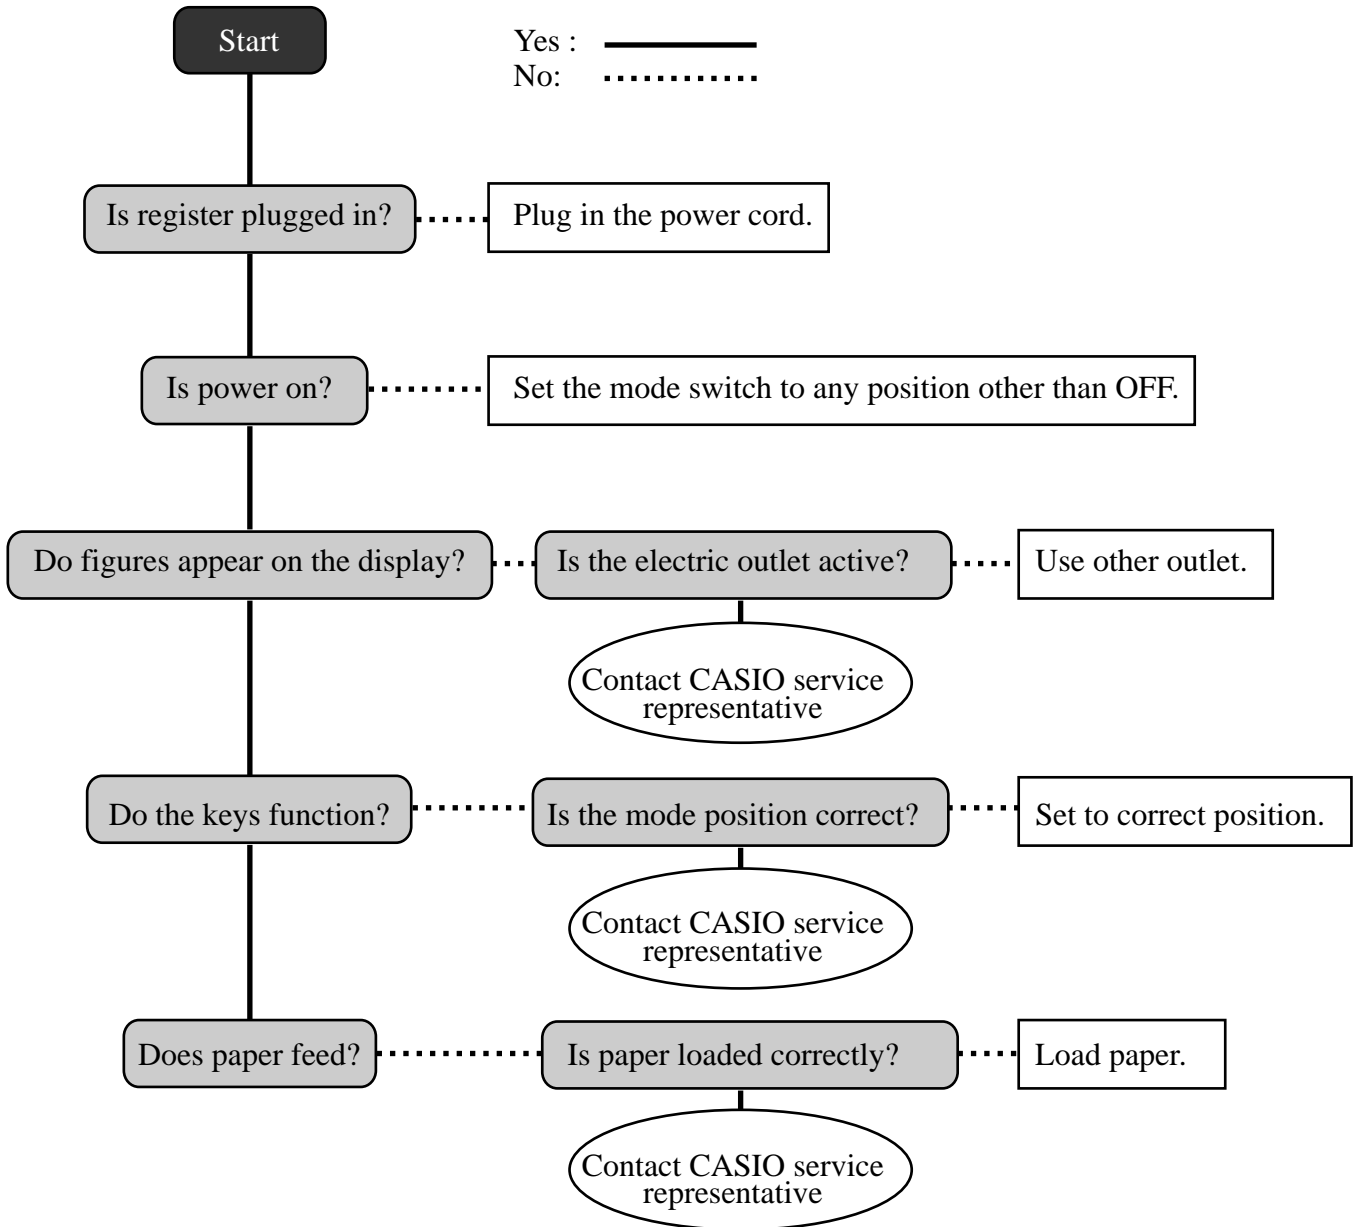 Start
Yes :
No:
Is register plugged in?
Plug in the power cord.
Is power on?
Set the mode switch to any position other than OFF.
Do figures appear on the display?
Is the electric outlet active?
Use other outlet.
Contact CASIO service
representative
Do the keys function?
Is the mode position correct?
Set to correct position.
Contact CASIO service
representative
Does paper feed?
Is paper loaded correctly?
Load paper.
Contact CASIO service
representative